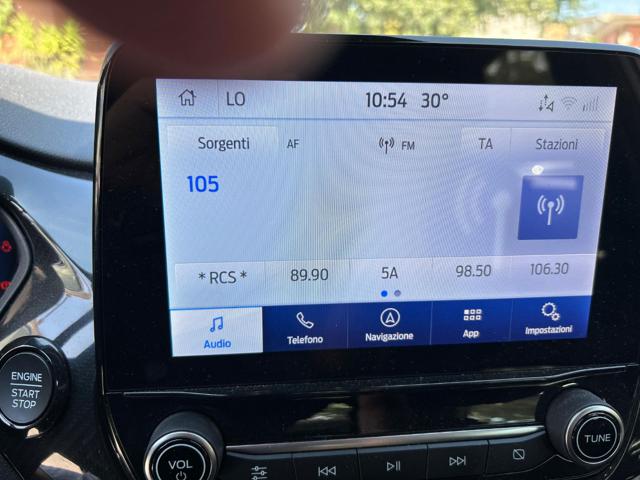 LO 10:54 30°
Sorgenti AF FM TA Stazioni
105
*RCS* 89.90 5A 98.50 106.30
Audio Telefono Navigazione App Impostazioni
ENGINE
START
STOP
VOL
TUNE